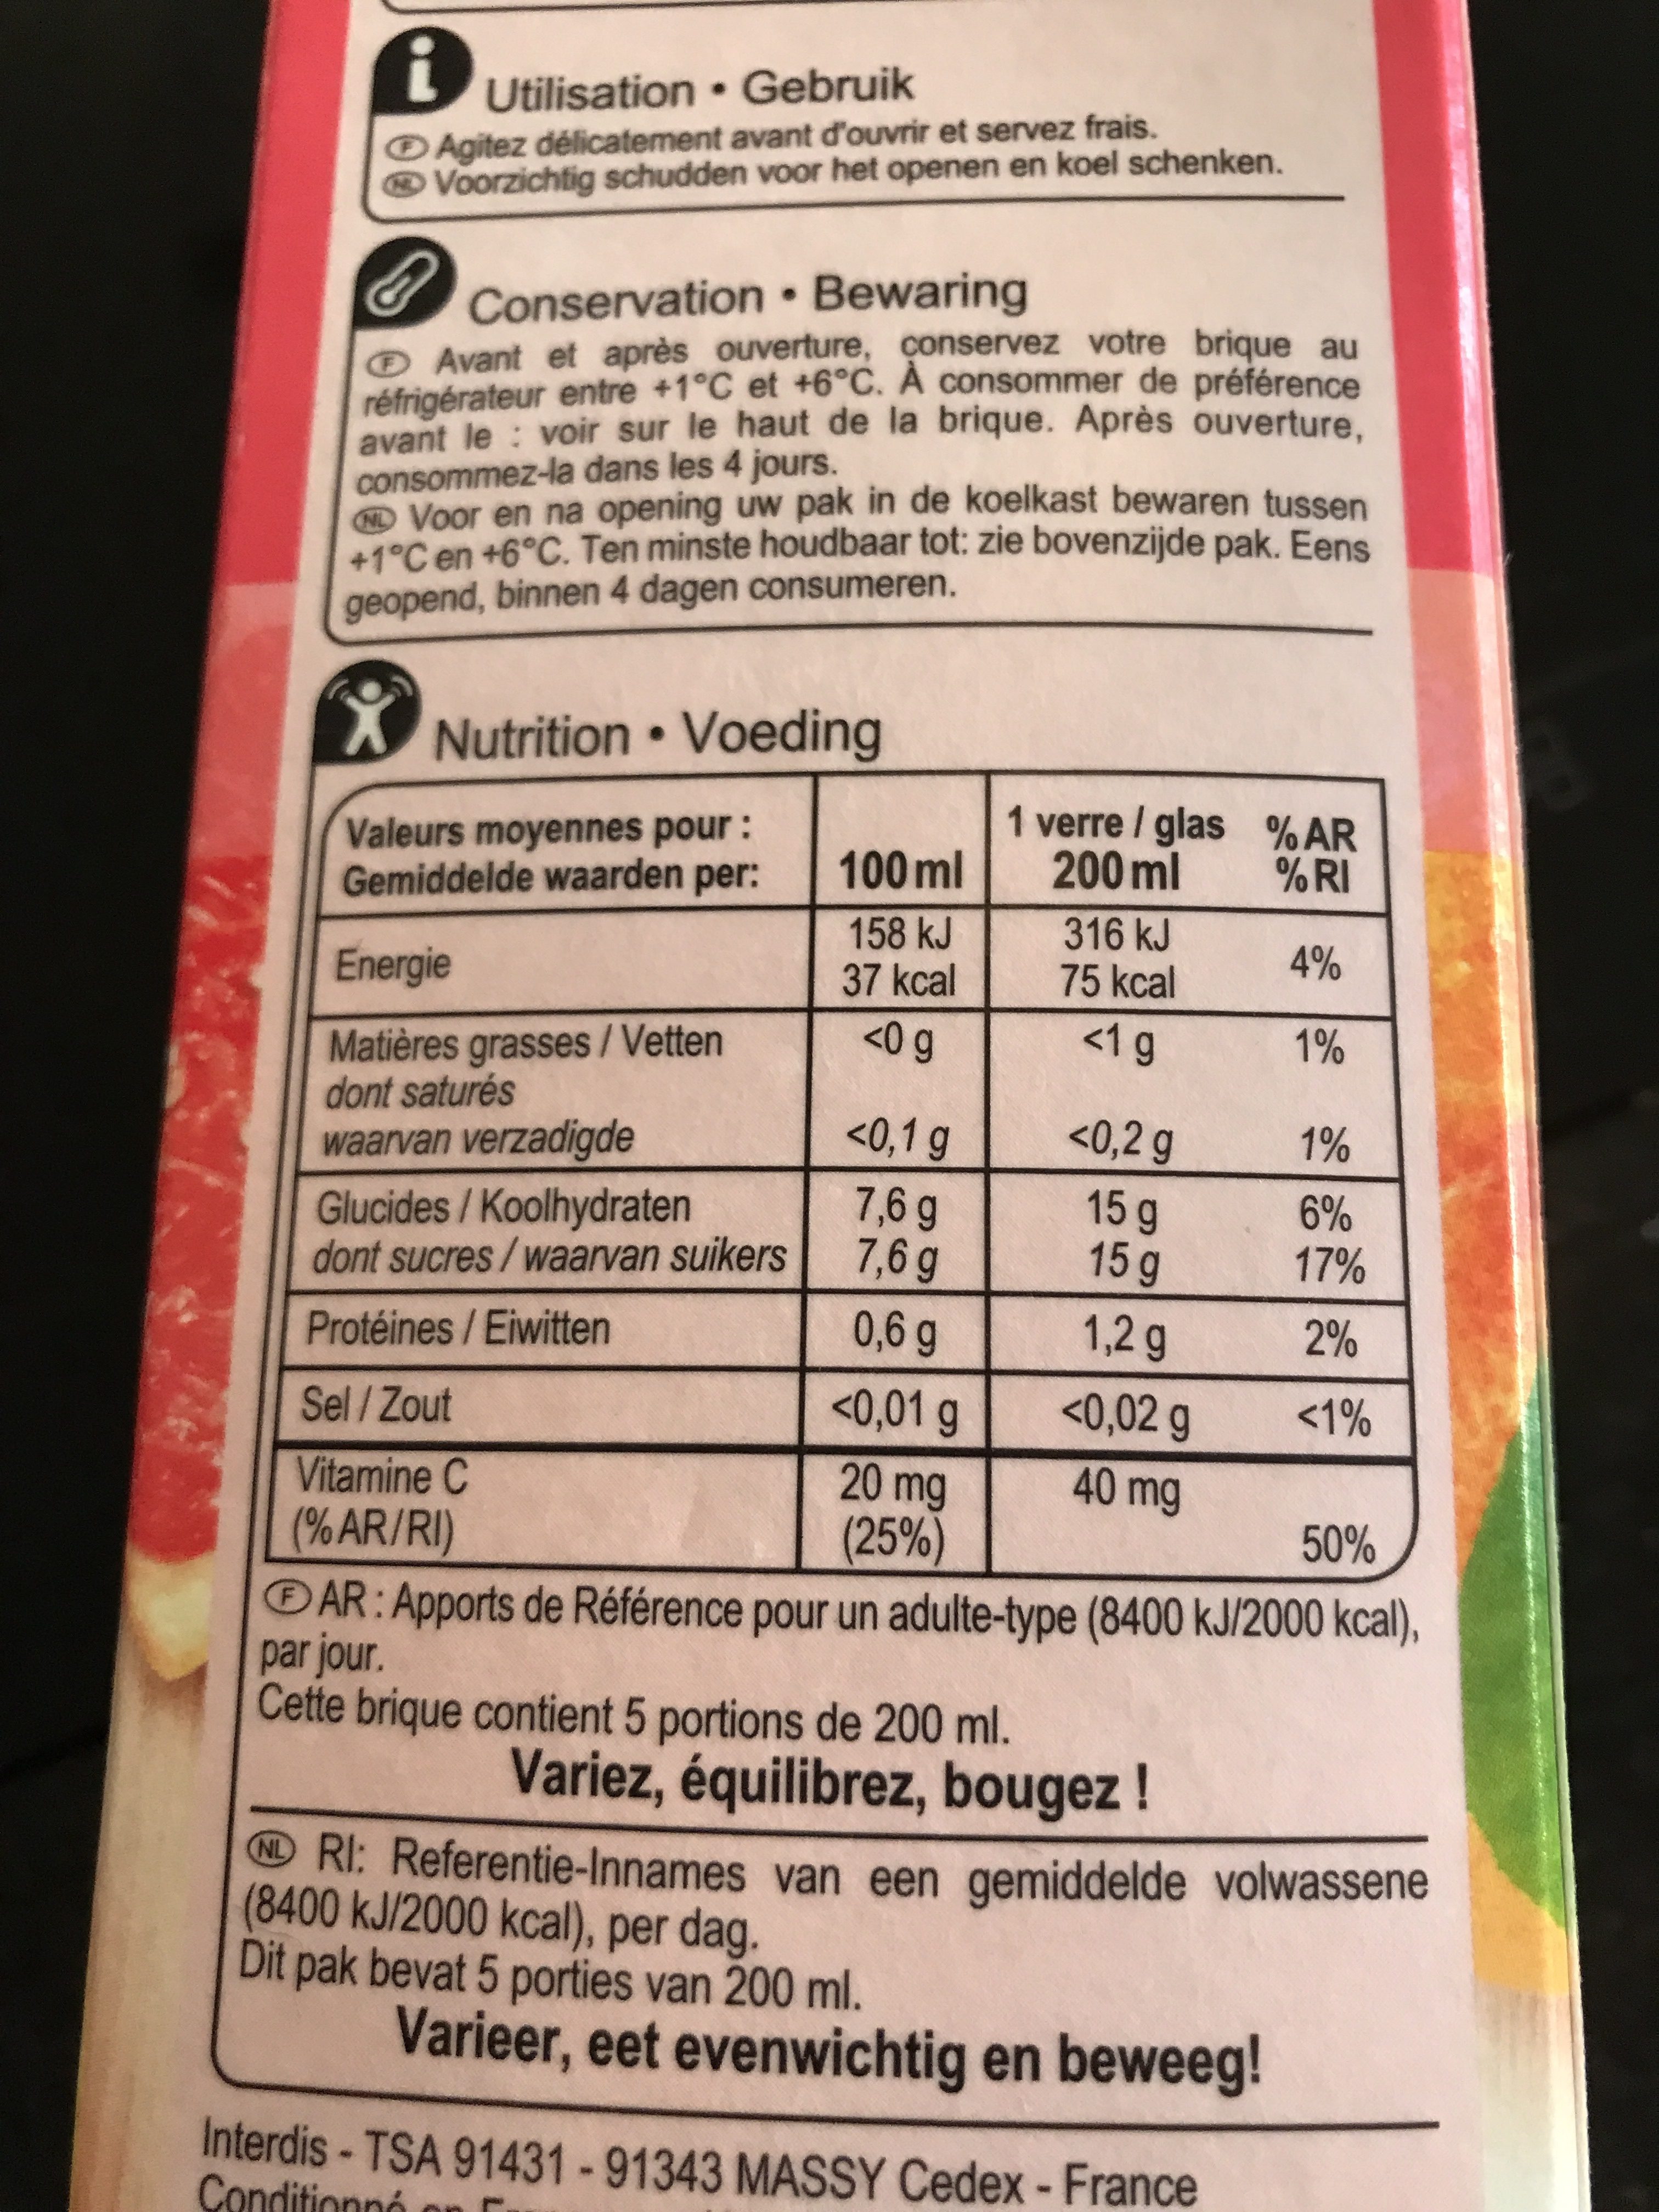 i Utilisation • Gebruik
F Agitez délicatement avant d'ouvrir et servez frais.
NL Voorzichtig schudden voor het openen en koel schenken.
Conservation • Bewaring
F Avant et après ouverture, conservez votre brique au
réfrigérateur entre +1°C et +6°C. À consommer de préférence
avant le : voir sur le haut de la brique. Après ouverture,
consommez-la dans les 4 jours.
NL Voor en na opening uw pak in de koelkast bewaren tussen
+1°C en +6°C. Ten minste houdbaar tot: zie bovenzijde pak. Eens
geopend, binnen 4 dagen consumeren.
Nutrition • Voeding
Valeurs moyennes pour : 1 verre / glas % AR
Gemiddelde waarden per: 100 ml 200 ml % RI
158 kJ 316 kJ
Energie 4%
37 kcal 75 kcal
Matières grasses / Vetten <0 g <1 g 1%
dont saturés
waarvan verzadigde <0,1 g <0,2 g 1%
Glucides / Koolhydraten 7,6 g 15 g 6%
dont sucres / waarvan suikers 7,6 g 15 g 17%
Protéines / Eiwitten 0,6 g 1,2 g 2%
Sel / Zout <0,01 g <0,02 g <1%
Vitamine C 20 mg 40 mg
(% AR/RI) (25%) 50%
F AR : Apports de Référence pour un adulte-type (8400 kJ/2000 kcal),
par jour.
Cette brique contient 5 portions de 200 ml.
Variez, équilibrez, bougez !
NL RI: Referentie-Innames van een gemiddelde volwassene
(8400 kJ/2000 kcal), per dag.
Dit pak bevat 5 porties van 200 ml.
Varieer, eet evenwichtig en beweeg!
Interdis - TSA 91431 - 91343 MASSY Cedex - France
Conditionné en